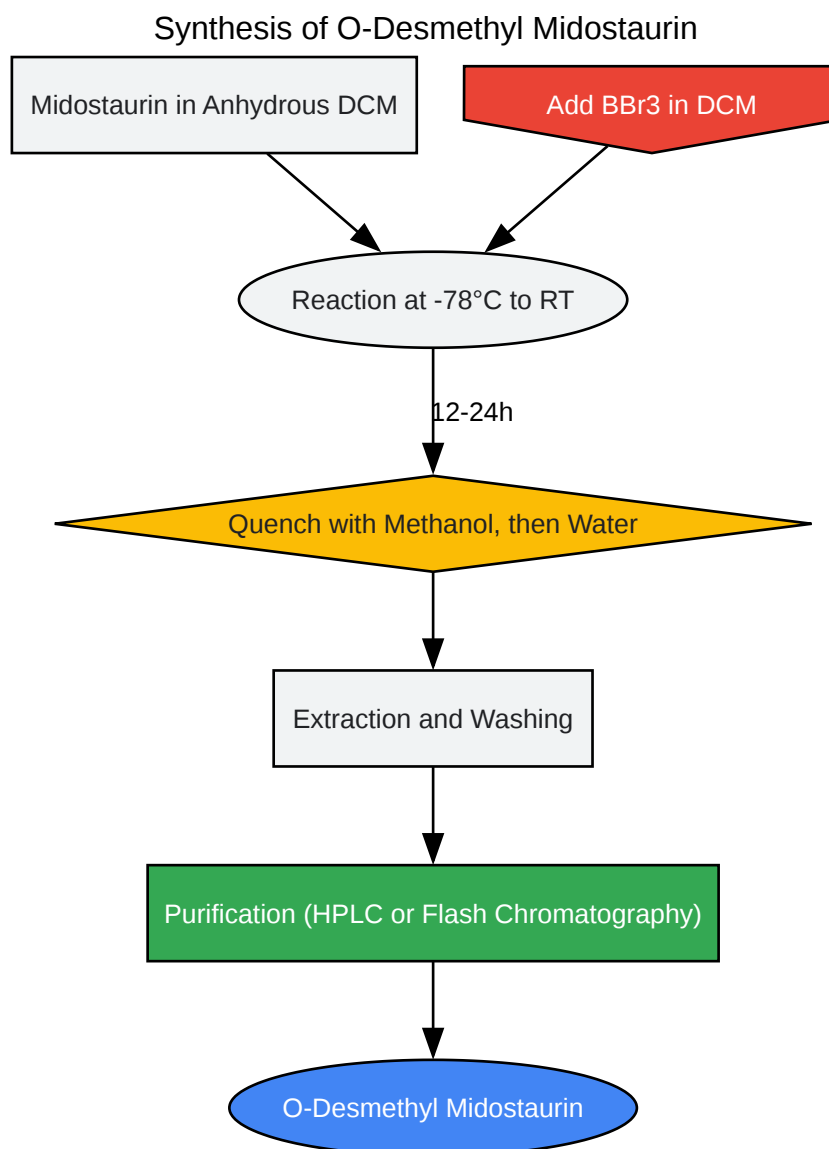 Synthesis of O-Desmethyl Midostaurin
Midostaurin in Anhydrous DCM
Add BBr3 in DCM
Reaction at -78°C to RT
12-24h
Quench with Methanol, then Water
Extraction and Washing
Purification (HPLC or Flash Chromatography)
O-Desmethyl Midostaurin